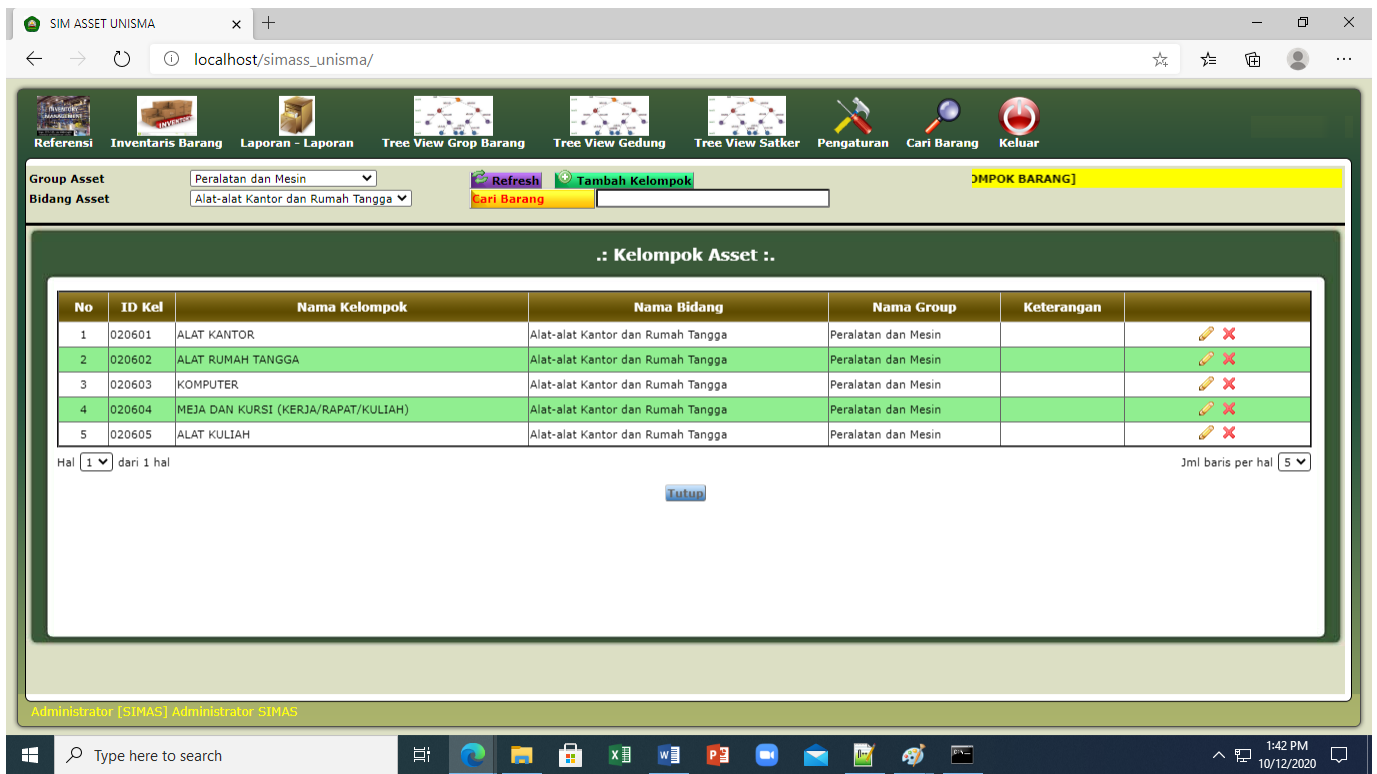 SIM ASSET UNISMA
localhost/simass_unisma/
INVENTORY
MANAGEMENT
INVENTOR
Referensi Inventaris Barang Laporan - Laporan Tree View Grop Barang Tree View Gedung Tree View Satker Pengaturan Cari Barang Keluar
Group Asset Peralatan dan Mesin Refresh Tambah Kelompok OMPOK BARANG]
Bidang Asset Alat-alat Kantor dan Rumah Tangga Cari Barang
.: Kelompok Asset :.
No ID Kel Nama Kelompok Nama Bidang Nama Group Keterangan
1 020601 ALAT KANTOR Alat-alat Kantor dan Rumah Tangga Peralatan dan Mesin
2 020602 ALAT RUMAH TANGGA Alat-alat Kantor dan Rumah Tangga Peralatan dan Mesin
3 020603 KOMPUTER Alat-alat Kantor dan Rumah Tangga Peralatan dan Mesin
4 020604 MEJA DAN KURSI (KERJA/RAPAT/KULIAH) Alat-alat Kantor dan Rumah Tangga Peralatan dan Mesin
5 020605 ALAT KULIAH Alat-alat Kantor dan Rumah Tangga Peralatan dan Mesin
Hal 1 dari 1 hal Jml baris per hal 5
Tutup
Administrator [SIMAS] Administrator SIMAS
Type here to search
1:42 PM
10/12/2020